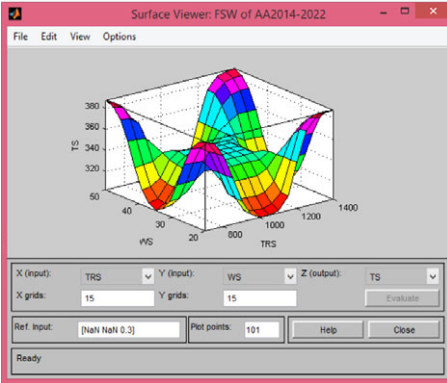 Surface Viewer: FSW of AA2014-2022
File Edit View Options
380
360
340
320
TS
50
40
30
20
WS
800
1000
1200
1400
TRS
X (input): TRS Y (input): WS Z (output): TS
X grids: 15 Y grids: 15 Evaluate
Ref. Input: [NaN NaN 0.3] Plot points: 101 Help Close
Ready